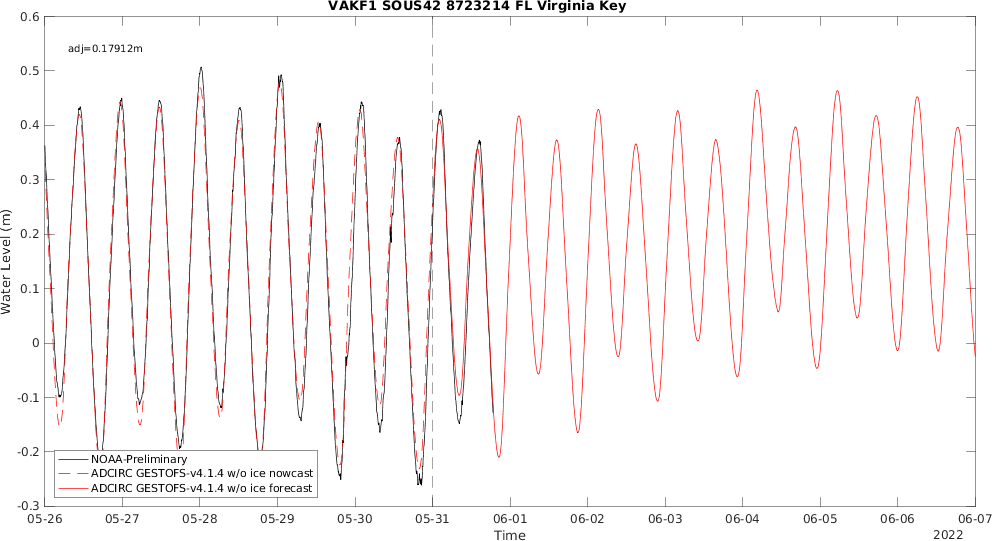 VAKF1 SOUS42 8723214 FL Virginia Key
0.6
adj=0.17912m
0.5
0.4
0.3
0.2
0.1
0
-0.1
-0.2
-0.3
Water Level (m)
NOAA-Preliminary
ADCIRC GESTOFS-v4.1.4 w/o ice nowcast
ADCIRC GESTOFS-v4.1.4 w/o ice forecast
05-26 05-27 05-28 05-29 05-30 05-31 06-01 06-02 06-03 06-04 06-05 06-06 06-07
Time
2022